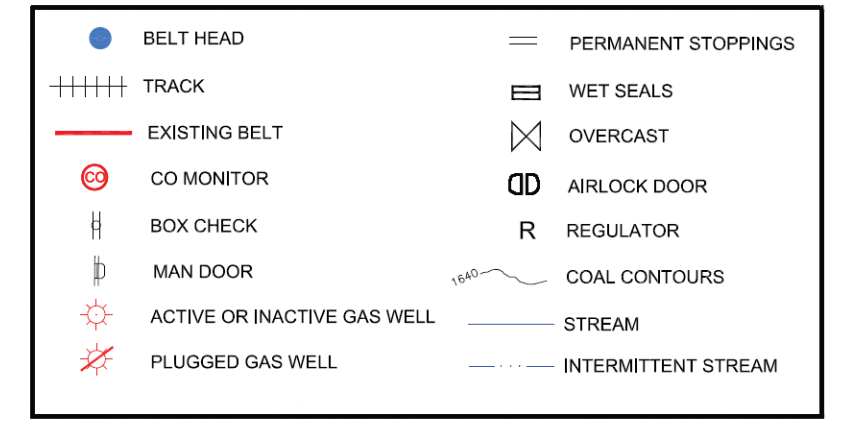 BELT HEAD
TRACK
EXISTING BELT
CO
CO MONITOR
BOX CHECK
MAN DOOR
ACTIVE OR INACTIVE GAS WELL
PLUGGED GAS WELL
PERMANENT STOPPINGS
WET SEALS
OVERCAST
AIRLOCK DOOR
R
REGULATOR
1640
COAL CONTOURS
STREAM
INTERMITTENT STREAM